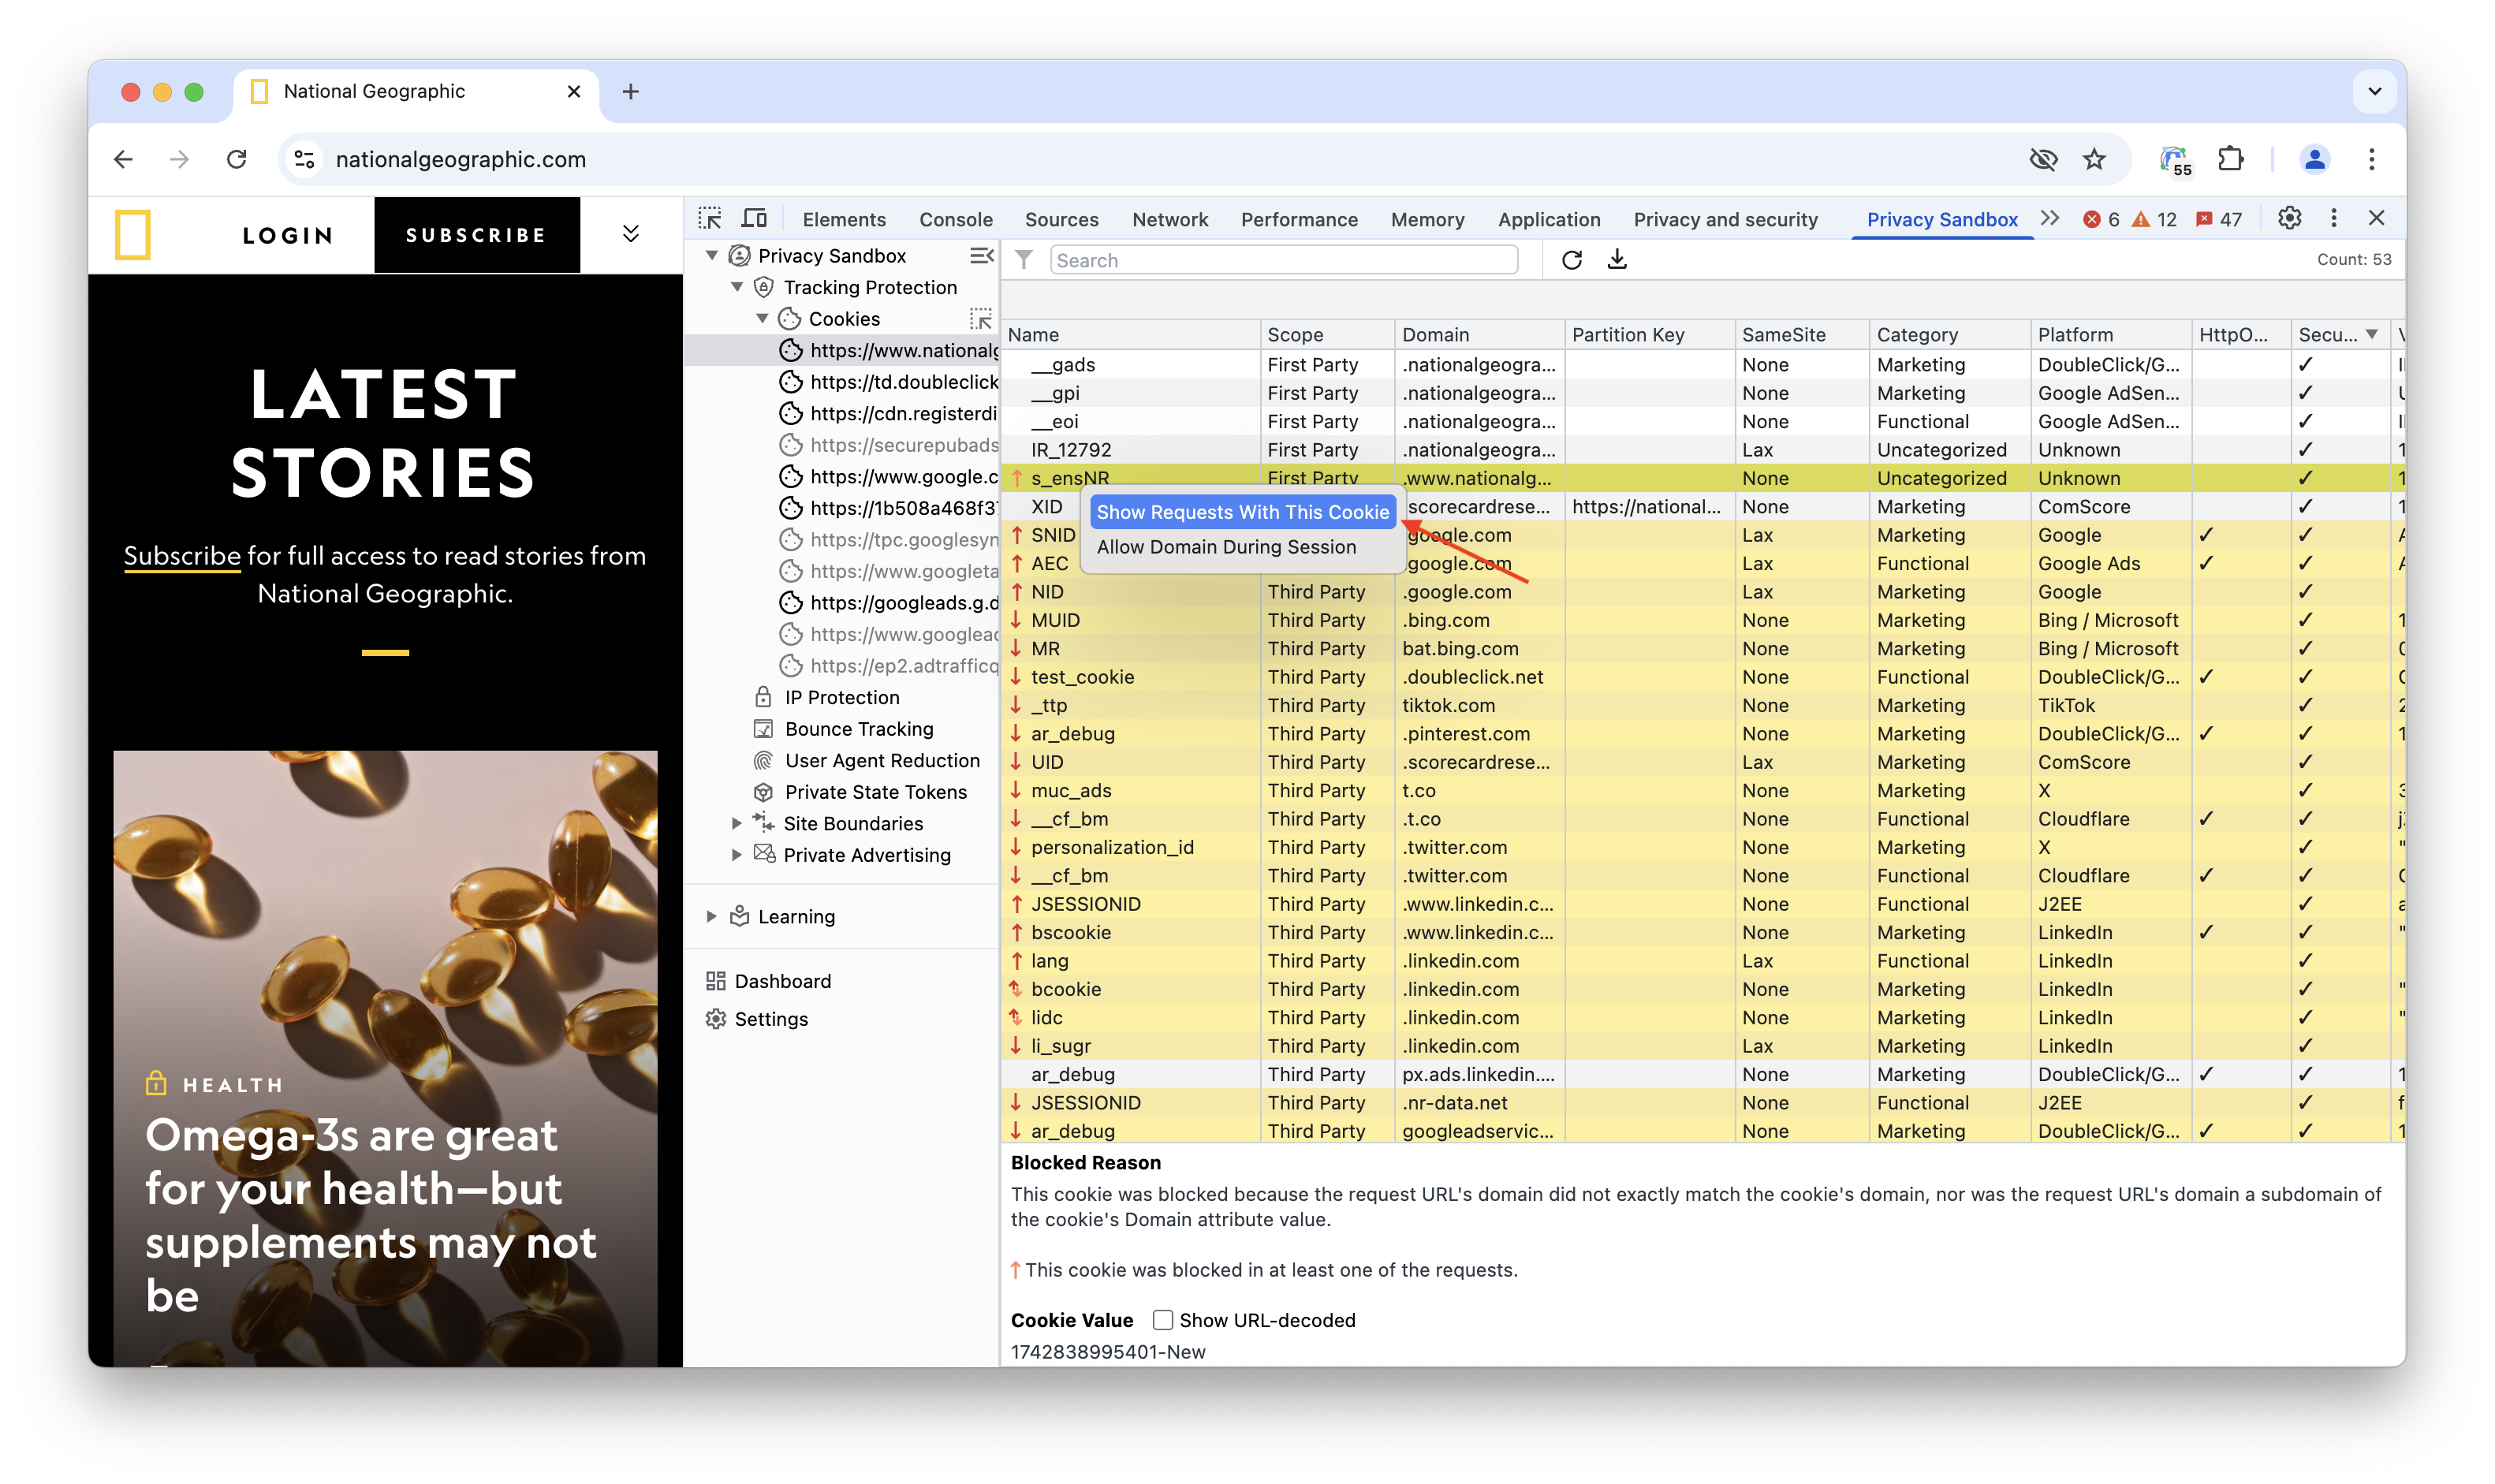 National Geographic
nationalgeographic.com
55
LOGIN
SUBSCRIBE
LATEST
STORIES
Subscribe for full access to read stories from
National Geographic.
HEALTH
Omega-3s are great
for your health—but
supplements may not
be
Elements Console Sources Network Performance Memory Application Privacy and security Privacy Sandbox 6 12 47
Privacy Sandbox
Tracking Protection
Cookies
https://www.nationalg
https://td.doubleclick
https://cdn.registerdi
https://securepubads
https://www.google.c
https://1b508a468f37
https://tpc.googlesyn
https://www.googleta
https://googleads.g.d
https://www.googleac
https://ep2.adtrafficq
IP Protection
Bounce Tracking
User Agent Reduction
Private State Tokens
Site Boundaries
Private Advertising
Learning
Dashboard
Settings
Search
Count: 53
Name Scope Domain Partition Key SameSite Category Platform HttpO... Secu...
__gads First Party .nationalgeogra... None Marketing DoubleClick/G... ✓
__gpi First Party .nationalgeogra... None Marketing Google AdSen... ✓
__eoi First Party .nationalgeogra... None Functional Google AdSen... ✓
IR_12792 First Party .nationalgeogra... Lax Uncategorized Unknown ✓
↑ s_ensNR First Party .www.nationalg... None Uncategorized Unknown ✓
XID .scorecardrese... https://national... None Marketing ComScore ✓
Show Requests With This Cookie
Allow Domain During Session
↑ SNID .google.com Lax Marketing Google ✓ ✓
↑ AEC .google.com Lax Functional Google Ads ✓ ✓
↑ NID Third Party .google.com Lax Marketing Google ✓
↓ MUID Third Party .bing.com None Marketing Bing / Microsoft ✓
↓ MR Third Party bat.bing.com None Marketing Bing / Microsoft ✓
↓ test_cookie Third Party .doubleclick.net None Functional DoubleClick/G... ✓ ✓
↓ _ttp Third Party tiktok.com None Marketing TikTok ✓
↓ ar_debug Third Party .pinterest.com None Marketing DoubleClick/G... ✓ ✓
↓ UID Third Party .scorecardrese... Lax Marketing ComScore ✓
↓ muc_ads Third Party t.co None Marketing X ✓
↓ __cf_bm Third Party .t.co None Functional Cloudflare ✓ ✓
↓ personalization_id Third Party .twitter.com None Marketing X ✓
↓ __cf_bm Third Party .twitter.com None Functional Cloudflare ✓ ✓
↑ JSESSIONID Third Party .www.linkedin.c... None Functional J2EE ✓
↑ bscookie Third Party .www.linkedin.c... None Marketing LinkedIn ✓ ✓
↑ lang Third Party .linkedin.com Lax Functional LinkedIn ✓
bcookie Third Party .linkedin.com None Marketing LinkedIn ✓
lidc Third Party .linkedin.com None Marketing LinkedIn ✓
↓ li_sugr Third Party .linkedin.com Lax Marketing LinkedIn ✓
ar_debug Third Party px.ads.linkedin.... None Marketing DoubleClick/G... ✓ ✓
↓ JSESSIONID Third Party .nr-data.net None Functional J2EE ✓
↓ ar_debug Third Party googleadservic... None Marketing DoubleClick/G... ✓ ✓
Blocked Reason
This cookie was blocked because the request URL's domain did not exactly match the cookie's domain, nor was the request URL's domain a subdomain of
the cookie's Domain attribute value.
↑ This cookie was blocked in at least one of the requests.
Cookie Value Show URL-decoded
1742838995401-New